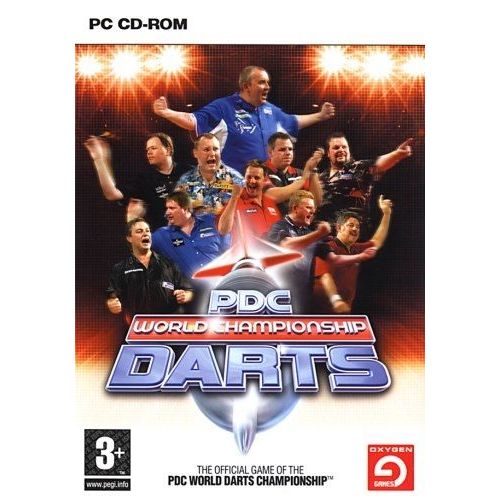 PC CD-ROM
PDC
WORLD CHAMPIONSHIP
DARTS
3+
TM
www.pegi.info
THE OFFICIAL GAME OF THE
PDC WORLD DARTS CHAMPIONSHIP™
OXYGEN
GAMES